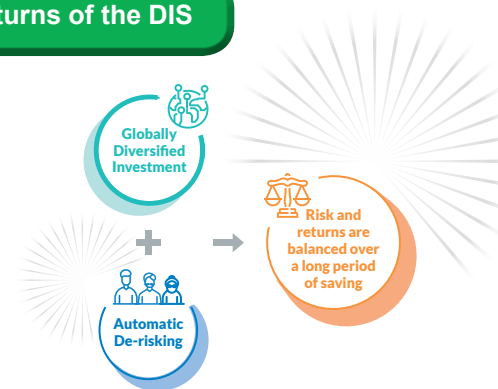 of the DIS
Globally
Diversified
Investment
+
Automatic
De-risking
Risk and
returns are
balanced over
a long period
of saving